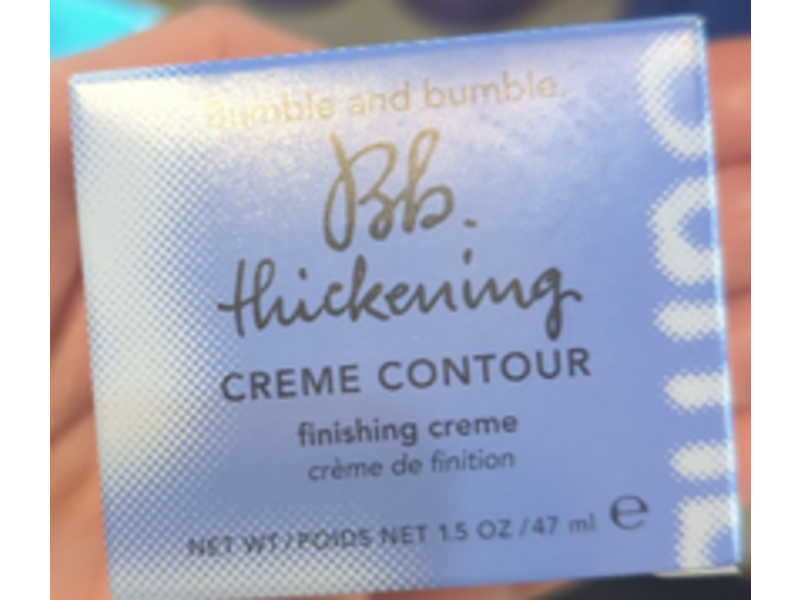 Bumble and bumble.
Bb.
thickening
CREME CONTOUR
finishing creme
crème de finition
NET WT/POIDS NET 1.5 OZ/47 ml e